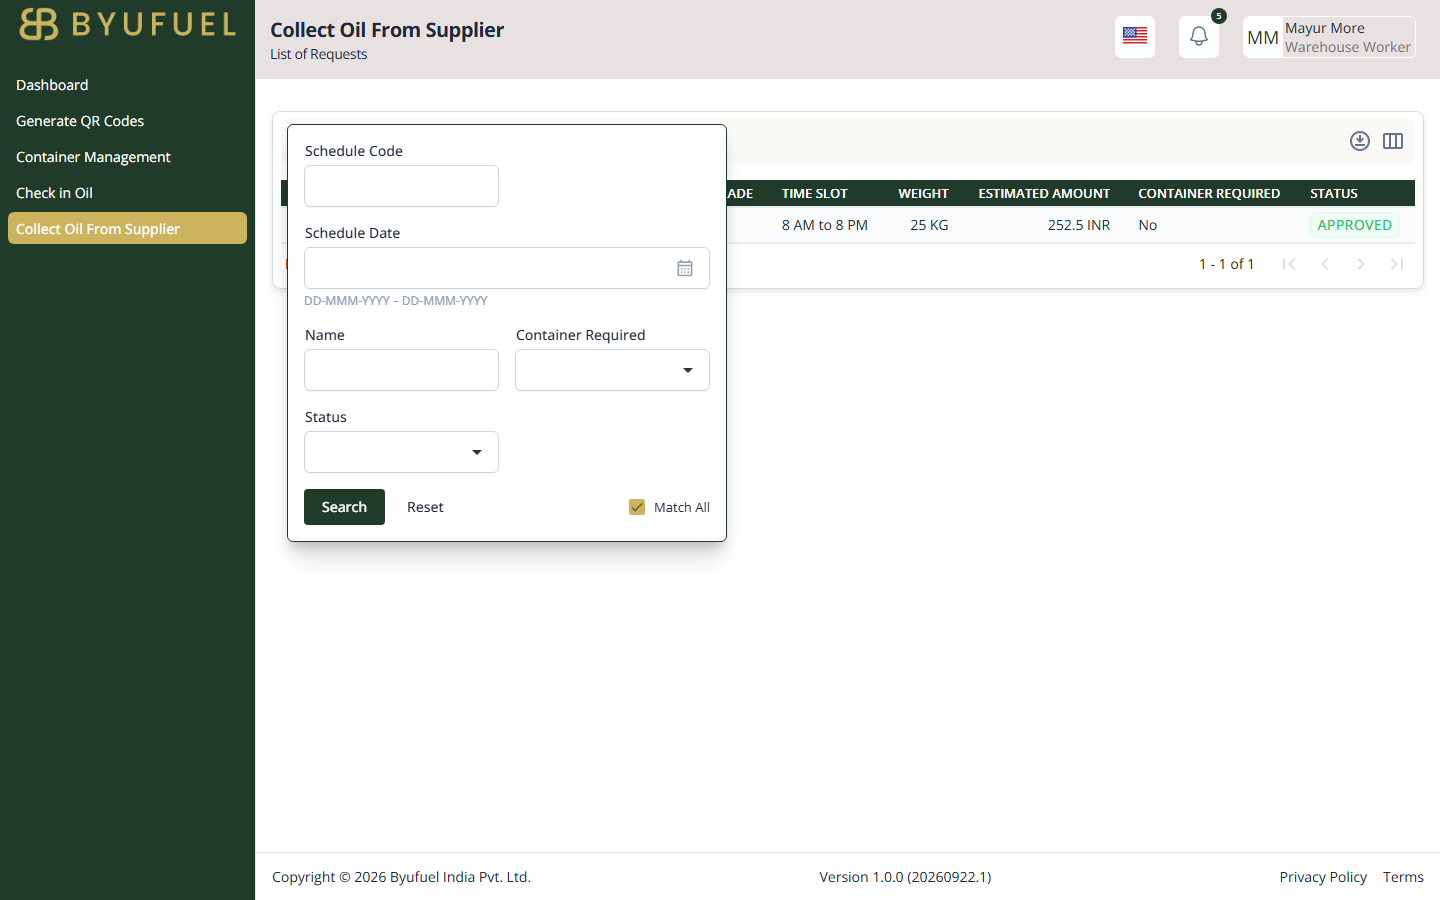 BYUFUEL
Dashboard
Generate QR Codes
Container Management
Check in Oil
Collect Oil From Supplier
Collect Oil From Supplier
List of Requests
5
MM
Mayur More
Warehouse Worker
Schedule Code
Schedule Date
DD-MMM-YYYY – DD-MMM-YYYY
Name
Container Required
Status
Search
Reset
Match All
ADE
TIME SLOT
WEIGHT
ESTIMATED AMOUNT
CONTAINER REQUIRED
STATUS
8 AM to 8 PM
25 KG
252.5 INR
No
APPROVED
1 - 1 of 1
Copyright © 2026 Byufuel India Pvt. Ltd.
Version 1.0.0 (20260922.1)
Privacy Policy
Terms